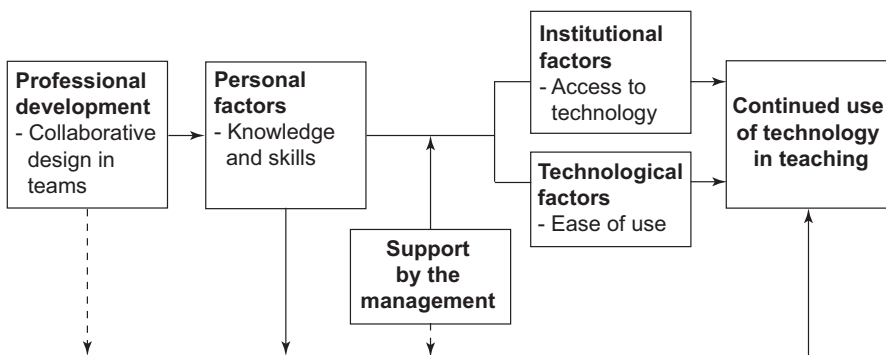 Professional
development
- Collaborative
design in
teams
Personal
factors
- Knowledge
and skills
Support
by the
management
Institutional
factors
- Access to
technology
Technological
factors
- Ease of use
Continued use
of technology
in teaching